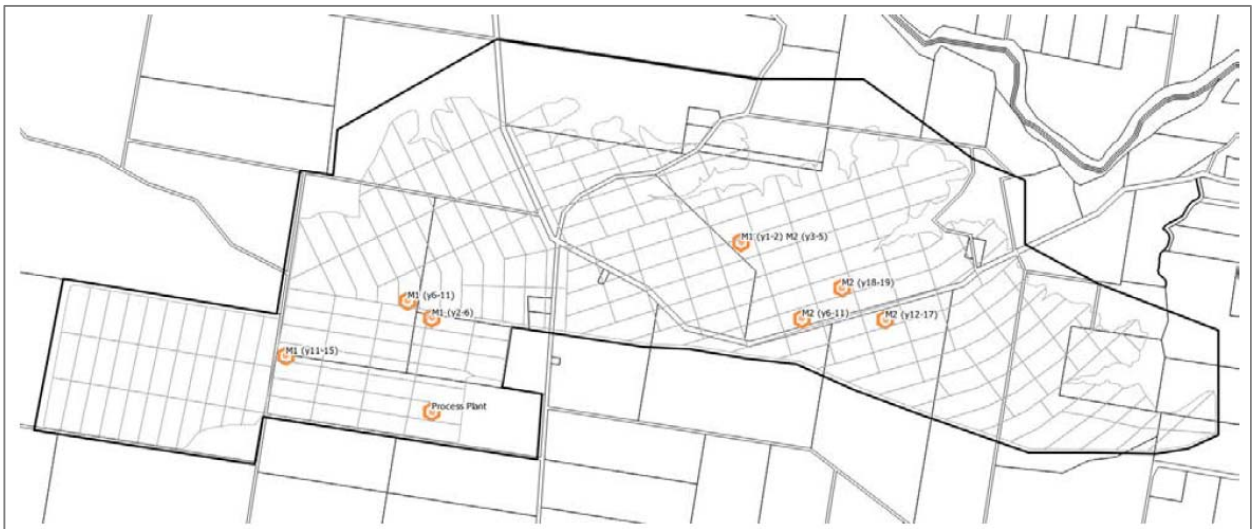 M1 (y1-2) M2 (y3-5)
M2 (y18-19)
M1 (y6-11)
M1 (y2-6)
M2 (y6-11)
M2 (y12-17)
M1 (y11-15)
Process Plant